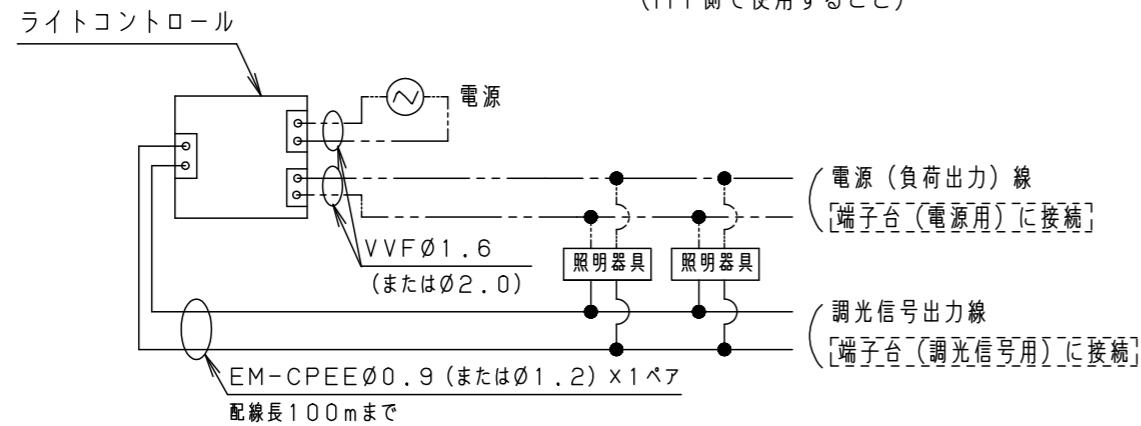 ライトコントロール
電源
電源（負荷出力）線
端子台（電源用）に接続
VVFØ1.6
（またはØ2.0）
照明器具
照明器具
調光信号出力線
端子台（調光信号用）に接続
EM-CPEEØ0.9（またはØ1.2）×1ペア
配線長100mまで